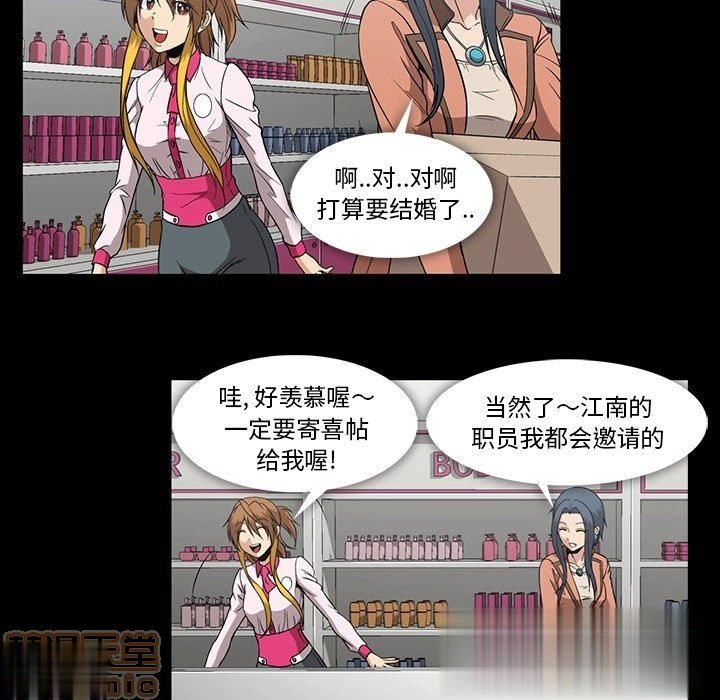 啊..对..对啊
打算要结婚了..
哇,好羡慕喔～
一定要寄喜帖
给我喔!
当然了～江南的
职员我都会邀请的
R
BOD